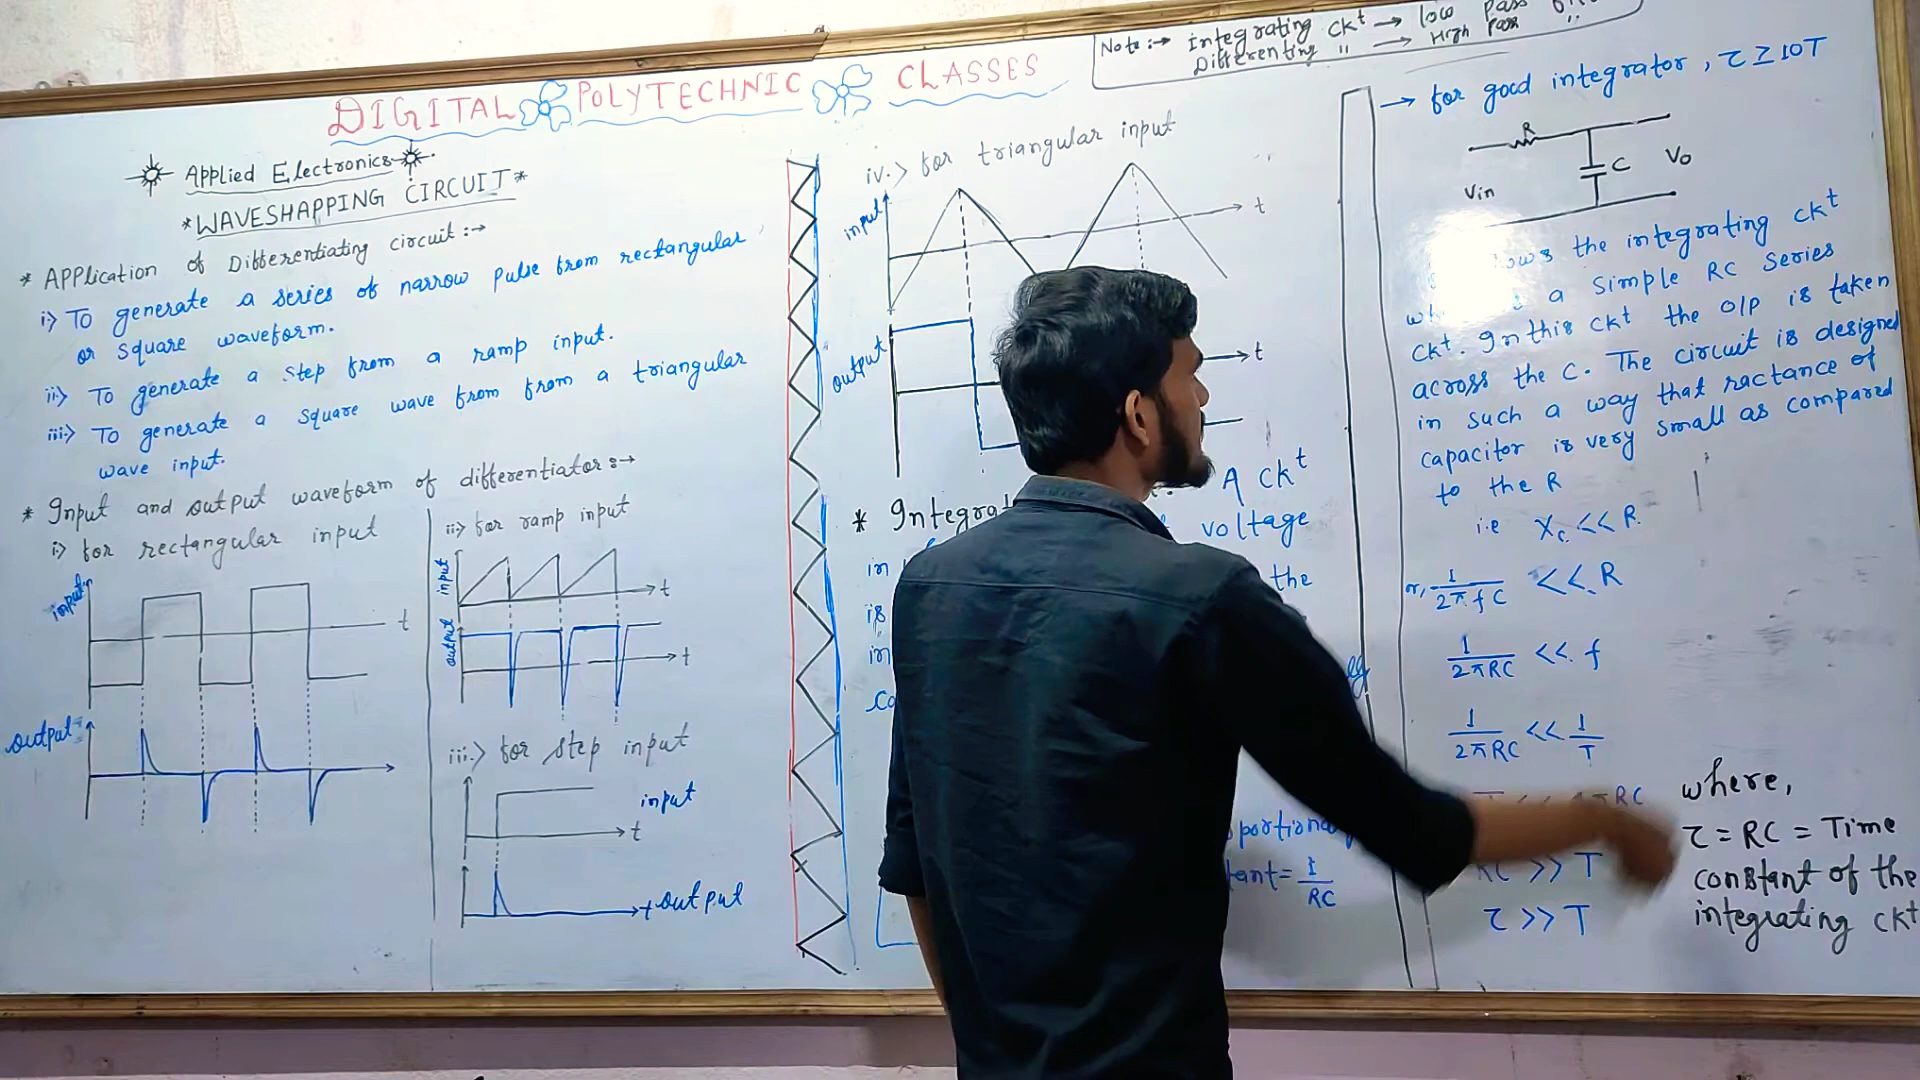 DIGITAL POLYTECHNIC CLASSES
Note:→ Integrating ckt → low pass
Differenting " → High pass "
Applied Electronics
*WAVESHAPPING CIRCUIT*
* Application of Differentiating circuit :→
i> To generate a series of narrow pulse from rectangular
or square waveform.
ii> To generate a step from a ramp input.
iii> To generate a square wave from from a triangular
wave input.
* Input and output waveform of differentiator :→
i> for rectangular input
input
t
output
ii> for ramp input
input
t
output
t
iii.> for step input
input
t
t output
iv.> for triangular input
input
t
output
t
* Integrat
A ckt
voltage
in
the
is
in
co
portiona
tant = 1/RC
→ for good integrator, τ ≥ 10T
R
C
Vin
Vo
the integrating ckt
a simple RC series
ckt. In this ckt the o/p is taken
across the C. The circuit is designed
in such a way that ractance of
capacitor is very small as compared
to the R
i.e Xc << R.
or, 1/2πfC << R
1/2πRC << f
1/2πRC << 1/T
RC
RC >> T
τ >> T
where,
τ = RC = Time
constant of the
integrating ckt